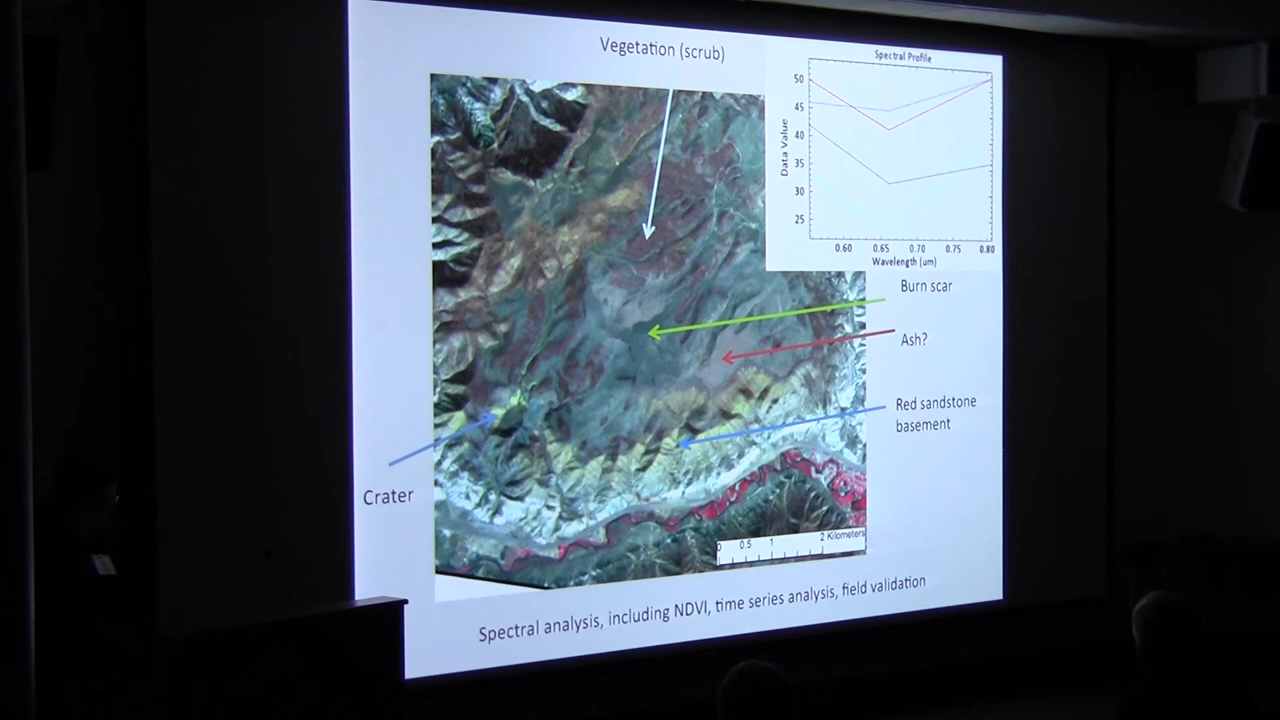 Vegetation (scrub)
Spectral Profile
50
45
40
35
30
25
Data Value
0.60 0.65 0.70 0.75 0.80
Wavelength (um)
Burn scar
Ash?
Red sandstone
basement
Crater
0 0.5 1 2 Kilometers
Spectral analysis, including NDVI, time series analysis, field validation